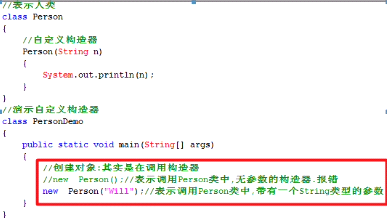 //表示人类
class Person
{
//自定义构造器
Person(String n)
{
System.out.println(n);
}
}
//演示自定义构造器
class PersonDemo
{
public static void main(String[] args)
{
//创建对象:其实是在调用构造器
//new Person();//表示调用Person类中,无参数的构造器.报错
new Person("Will");//表示调用Person类中,带有一个String类型的参数
}
}